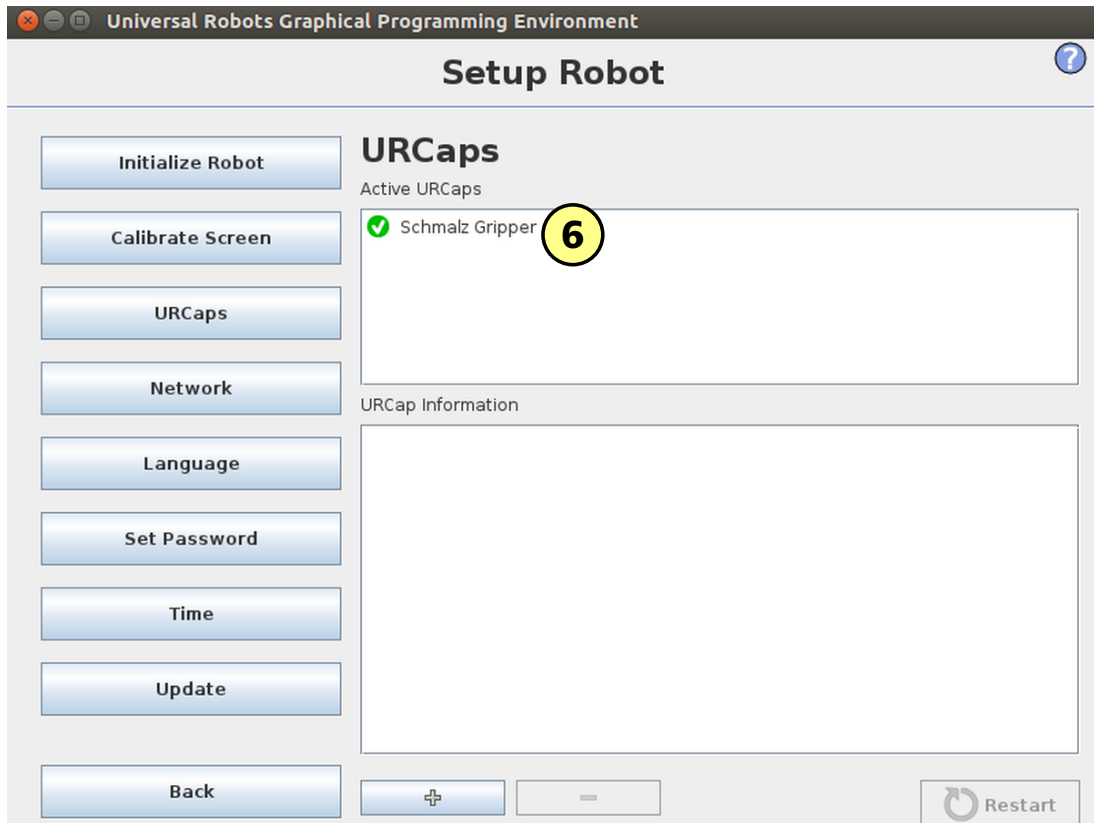 Universal Robots Graphical Programming Environment
Setup Robot
?
Initialize Robot
Calibrate Screen
URCaps
Network
Language
Set Password
Time
Update
Back
URCaps
Active URCaps
Schmalz Gripper
6
URCap Information
Restart